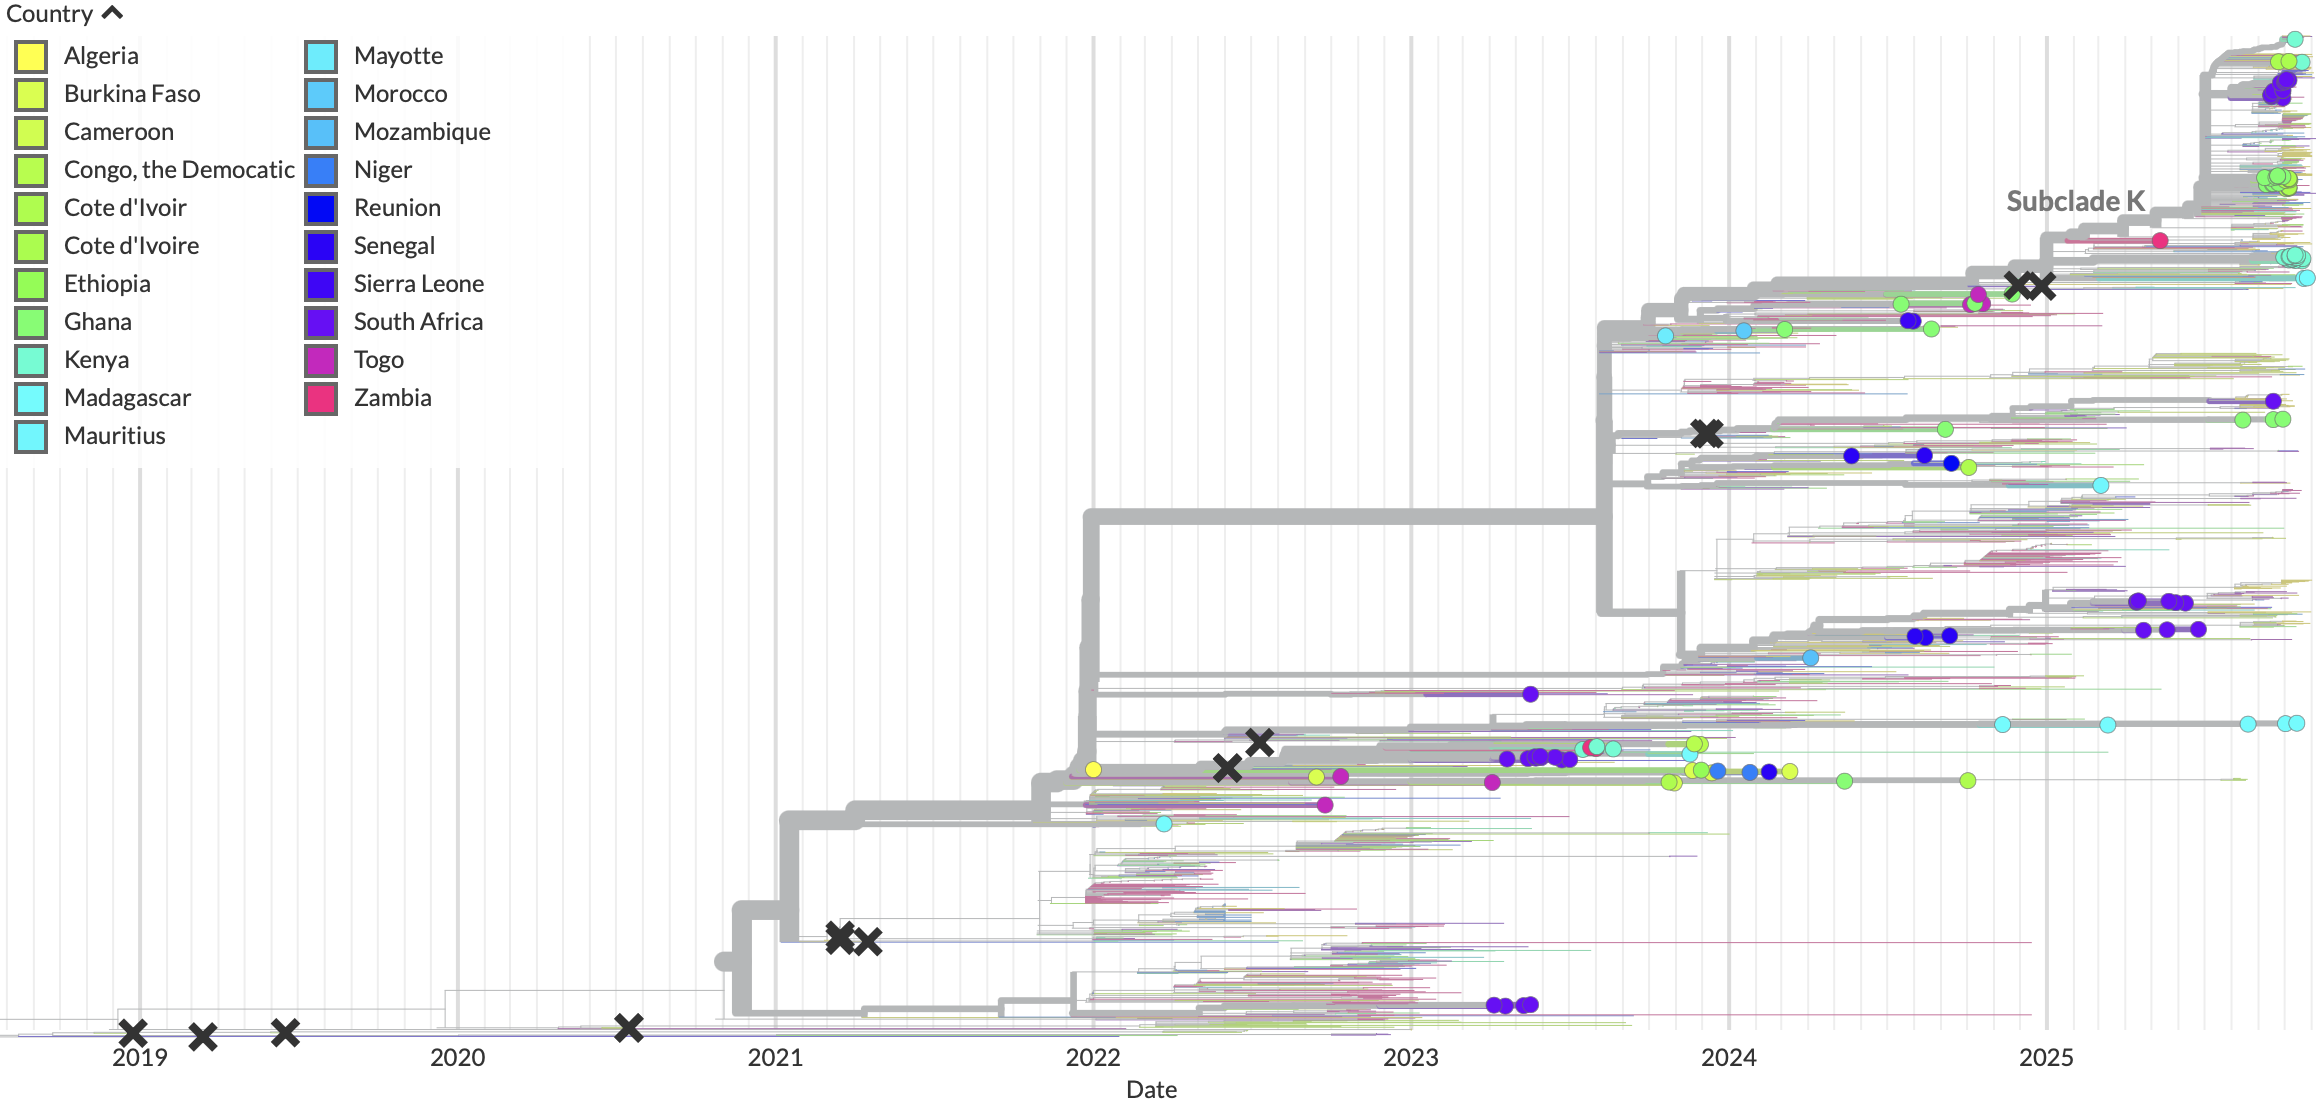 Country
Algeria
Burkina Faso
Cameroon
Congo, the Democatic
Cote d'Ivoir
Cote d'Ivoire
Ethiopia
Ghana
Kenya
Madagascar
Mauritius
Mayotte
Morocco
Mozambique
Niger
Reunion
Senegal
Sierra Leone
South Africa
Togo
Zambia
Subclade K
2019 2020 2021 2022 2023 2024 2025
Date